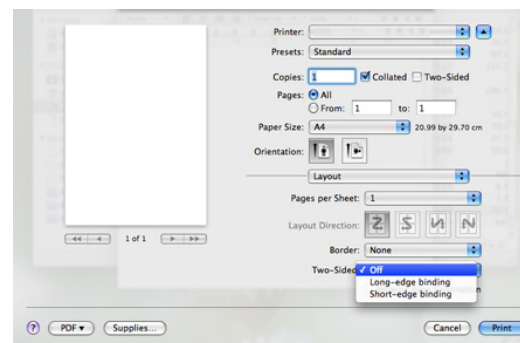 Printer:
Presets: Standard
Copies: 1 Collated Two-Sided
Pages: All
From: 1 to: 1
Paper Size: A4 20.99 by 29.70 cm
Orientation:
Layout
Pages per Sheet: 1
Layout Direction:
1 of 1
Border: None
Two-Sided ✓ Off
Long-edge binding
Short-edge binding
? PDF ▾ Supplies... Cancel Print